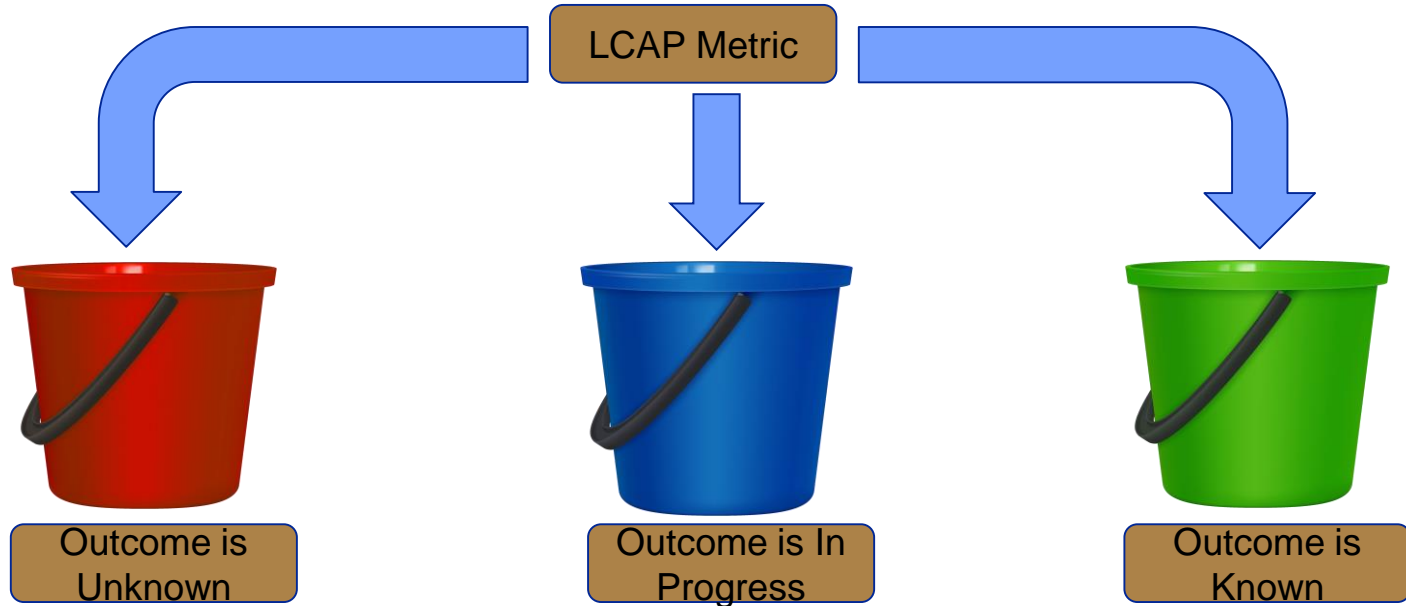 LCAP Metric
Outcome is
Unknown
Outcome is In
Progress
Outcome is
Known